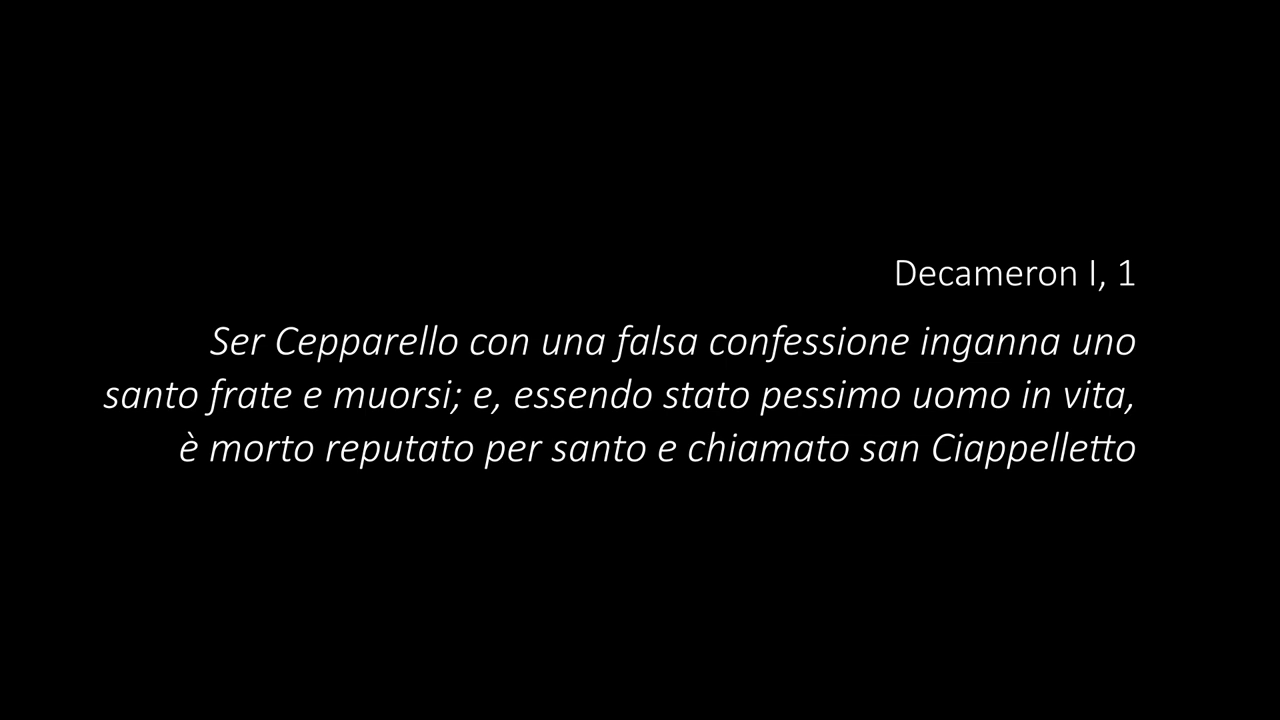 Decameron I, 1
Ser Cepparello con una falsa confessione inganna uno
santo frate e muorsi; e, essendo stato pessimo uomo in vita,
è morto reputato per santo e chiamato san Ciappelletto